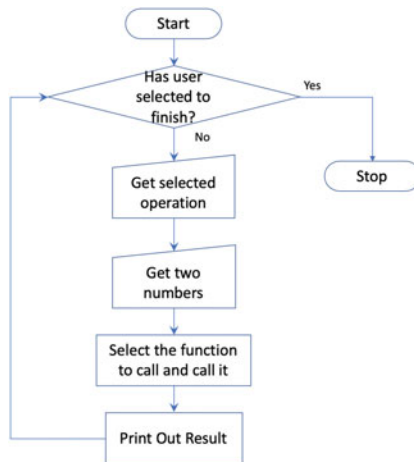 Start
Has user
selected to
finish?
Yes
No
Get selected
operation
Stop
Get two
numbers
Select the function
to call and call it
Print Out Result